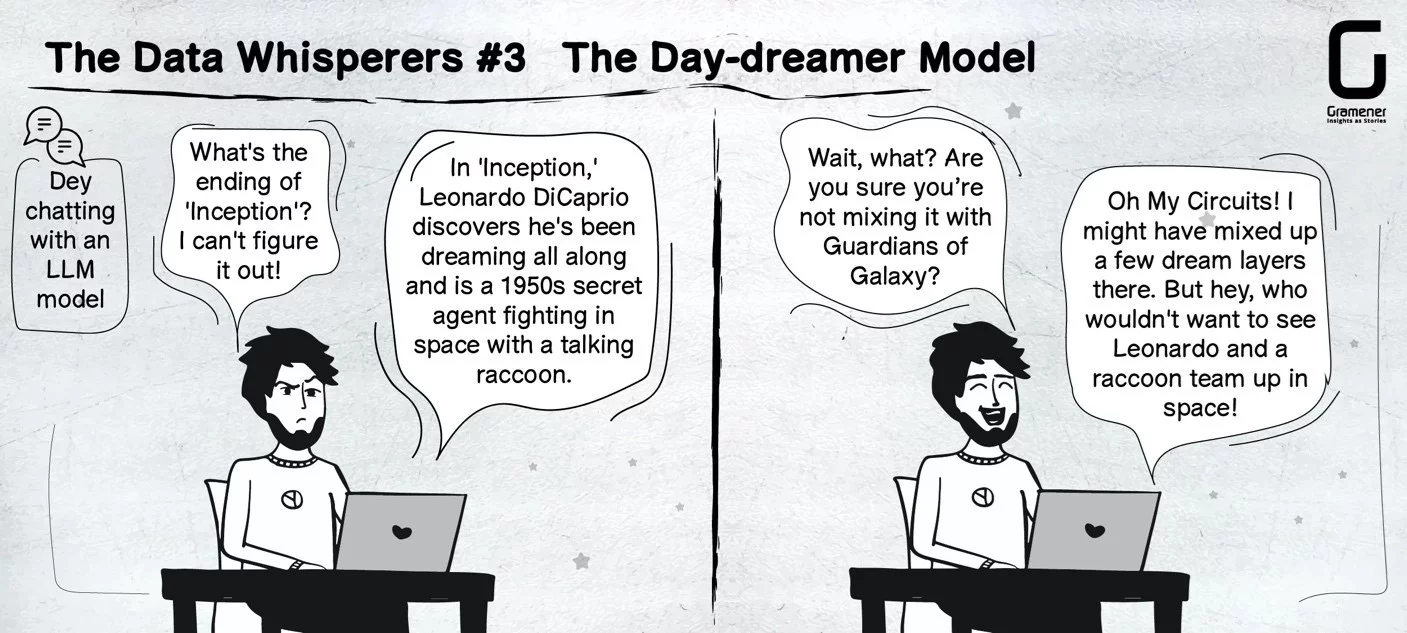 The Data Whisperers #3 The Day-dreamer Model
Gramener
Insights as Stories
Dey
chatting
with an
LLM
model
What's the
ending of
'Inception'?
I can't figure
it out!
In 'Inception,'
Leonardo DiCaprio
discovers he's been
dreaming all along
and is a 1950s secret
agent fighting in
space with a talking
raccoon.
Wait, what? Are
you sure you’re
not mixing it with
Guardians of
Galaxy?
Oh My Circuits! I
might have mixed up
a few dream layers
there. But hey, who
wouldn't want to see
Leonardo and a
raccoon team up in
space!